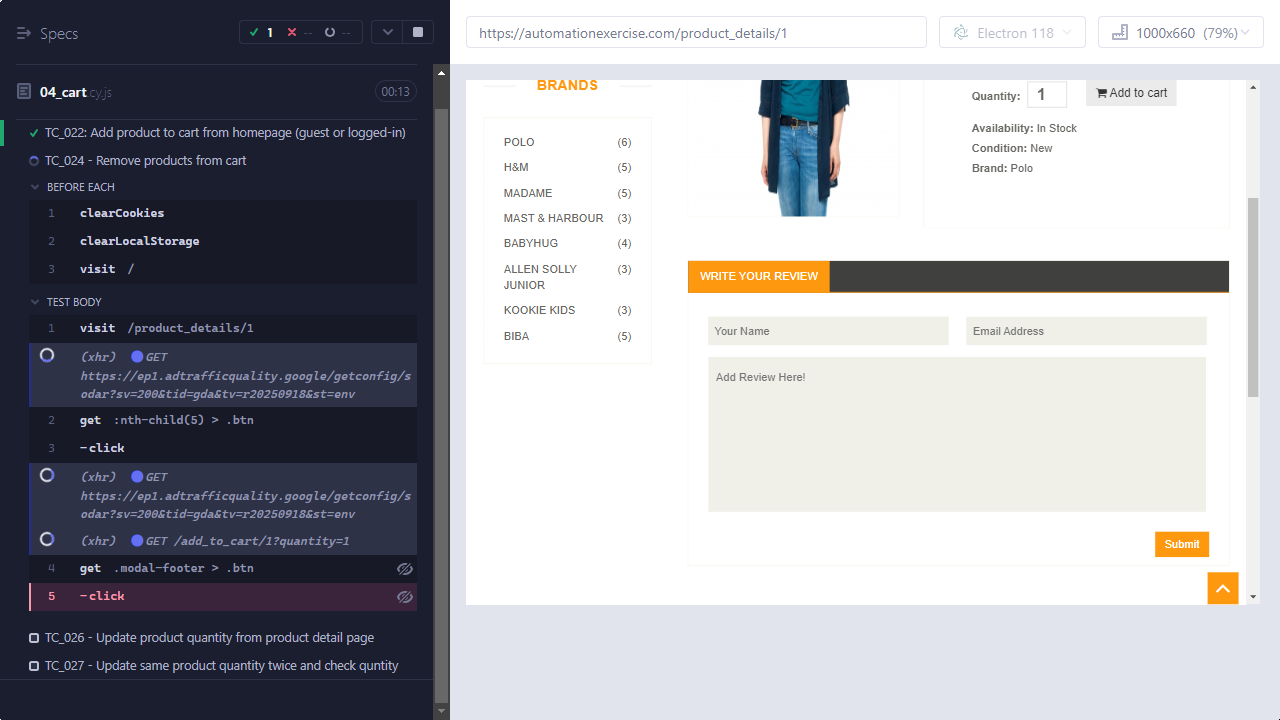 Specs
1
--
--
04_cart.cy.js
00:13
TC_022: Add product to cart from homepage (guest or logged-in)
TC_024 - Remove products from cart
BEFORE EACH
1 clearCookies
2 clearLocalStorage
3 visit /
TEST BODY
1 visit /product_details/1
(xhr) GET
https://ep1.adtrafficquality.google/getconfig/s
odar?sv=200&tid=gda&tv=r20250918&st=env
2 get :nth-child(5) > .btn
3 -click
(xhr) GET
https://ep1.adtrafficquality.google/getconfig/s
odar?sv=200&tid=gda&tv=r20250918&st=env
(xhr) GET /add_to_cart/1?quantity=1
4 get .modal-footer > .btn
5 -click
TC_026 - Update product quantity from product detail page
TC_027 - Update same product quantity twice and check quntity
https://automationexercise.com/product_details/1
Electron 118
1000x660 (79%)
BRANDS
POLO (6)
H&M (5)
MADAME (5)
MAST & HARBOUR (3)
BABYHUG (4)
ALLEN SOLLY (3)
JUNIOR
KOOKIE KIDS (3)
BIBA (5)
Quantity: 1 Add to cart
Availability: In Stock
Condition: New
Brand: Polo
WRITE YOUR REVIEW
Your Name
Email Address
Add Review Here!
Submit